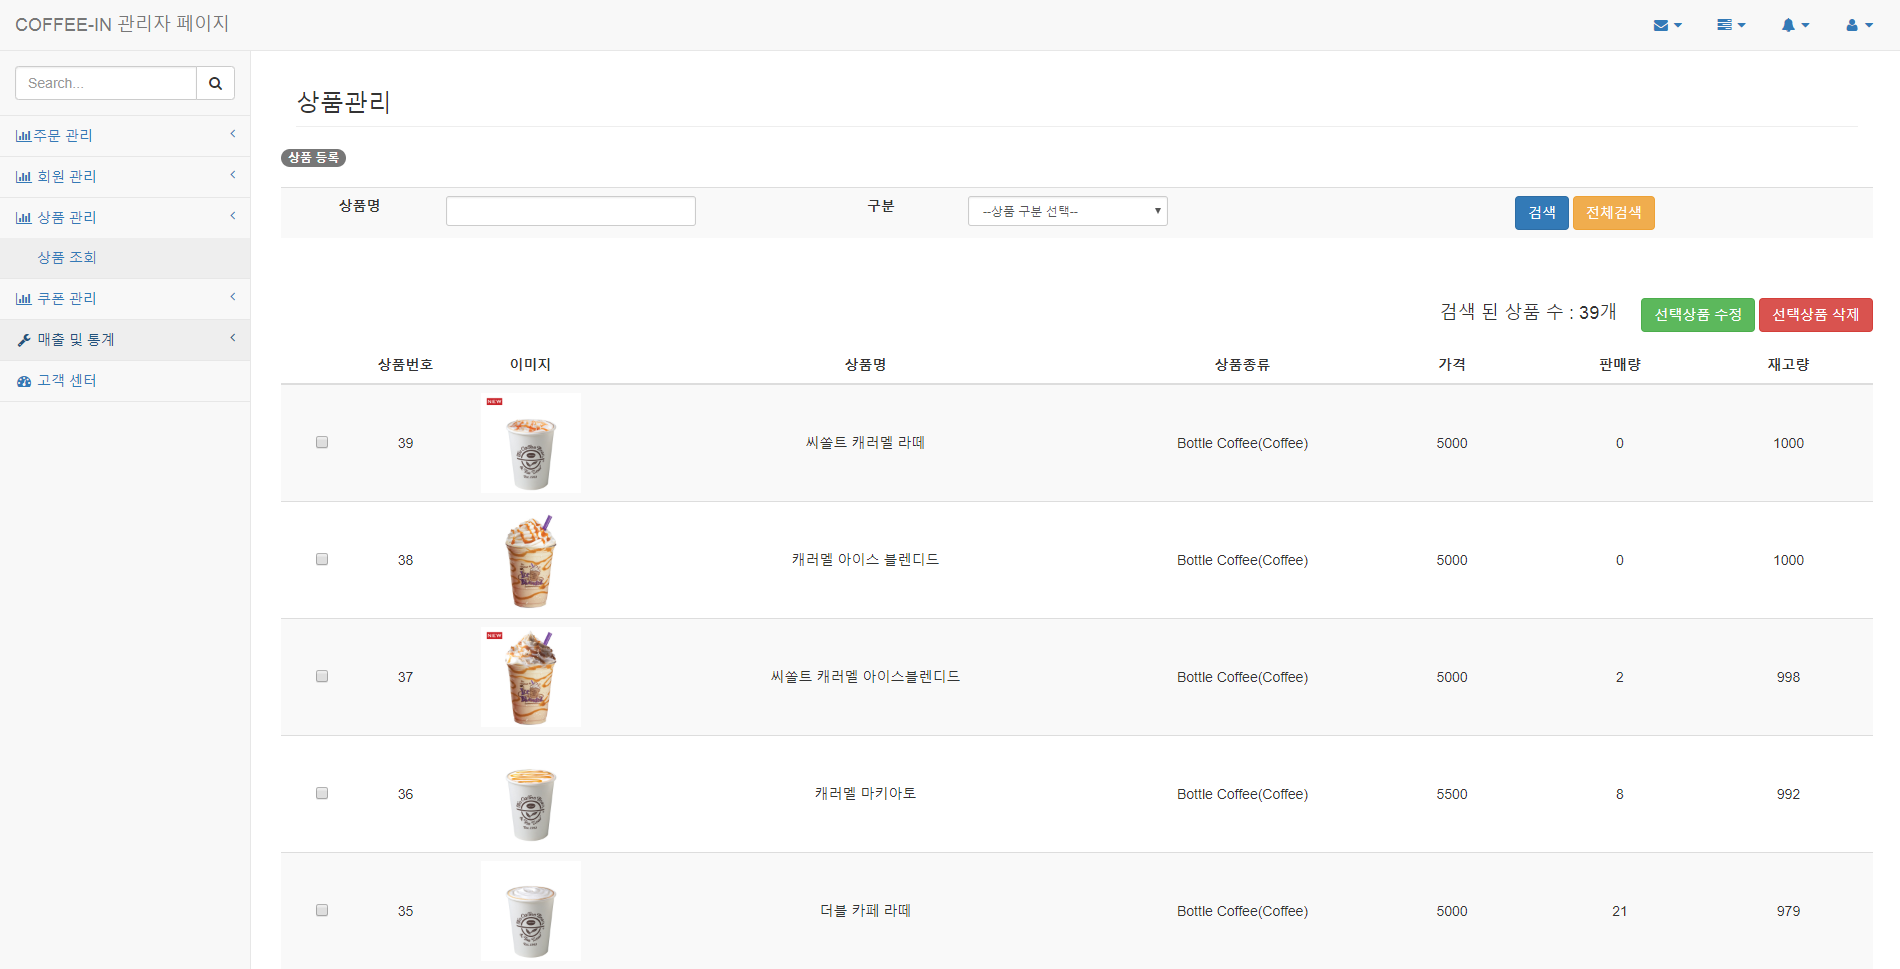 COFFEE-IN 관리자 페이지
Search...
주문 관리
회원 관리
상품 관리
상품 조회
쿠폰 관리
매출 및 통계
고객 센터
상품관리
상품 등록
상품명 구분 --상품 구분 선택-- 검색 전체검색
검색 된 상품 수 : 39개 선택상품 수정 선택상품 삭제
상품번호 이미지 상품명 상품종류 가격 판매량 재고량
NEW
39 씨쏠트 캐러멜 라떼 Bottle Coffee(Coffee) 5000 0 1000
38 캐러멜 아이스 블렌디드 Bottle Coffee(Coffee) 5000 0 1000
NEW
37 씨쏠트 캐러멜 아이스블렌디드 Bottle Coffee(Coffee) 5000 2 998
36 캐러멜 마키아토 Bottle Coffee(Coffee) 5500 8 992
35 더블 카페 라떼 Bottle Coffee(Coffee) 5000 21 979